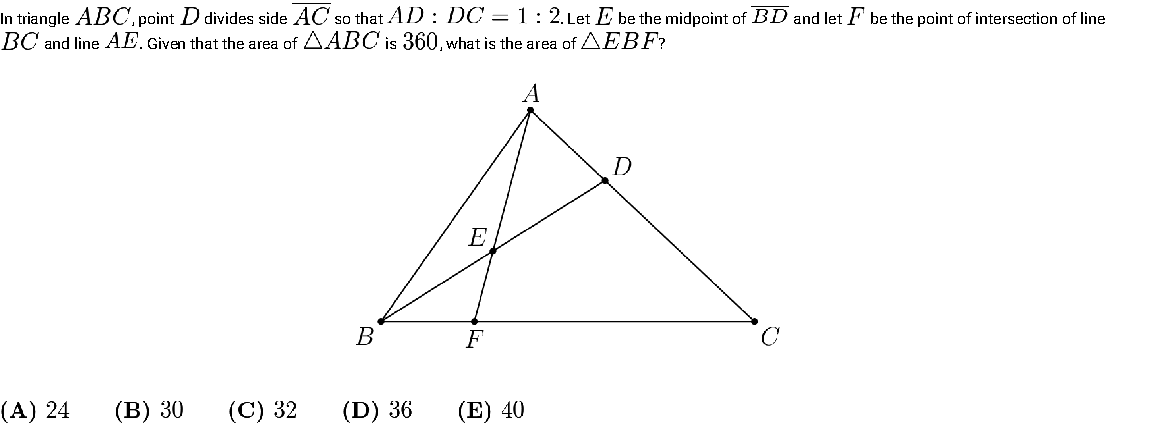 In triangle ABC, point D divides side \overline{AC} so that AD : DC = 1 : 2. Let E be the midpoint of \overline{BD} and let F be the point of intersection of line
BC and line AE. Given that the area of △ABC is 360, what is the area of △EBF?
A
D
E
B
F
C
(A) 24 (B) 30 (C) 32 (D) 36 (E) 40